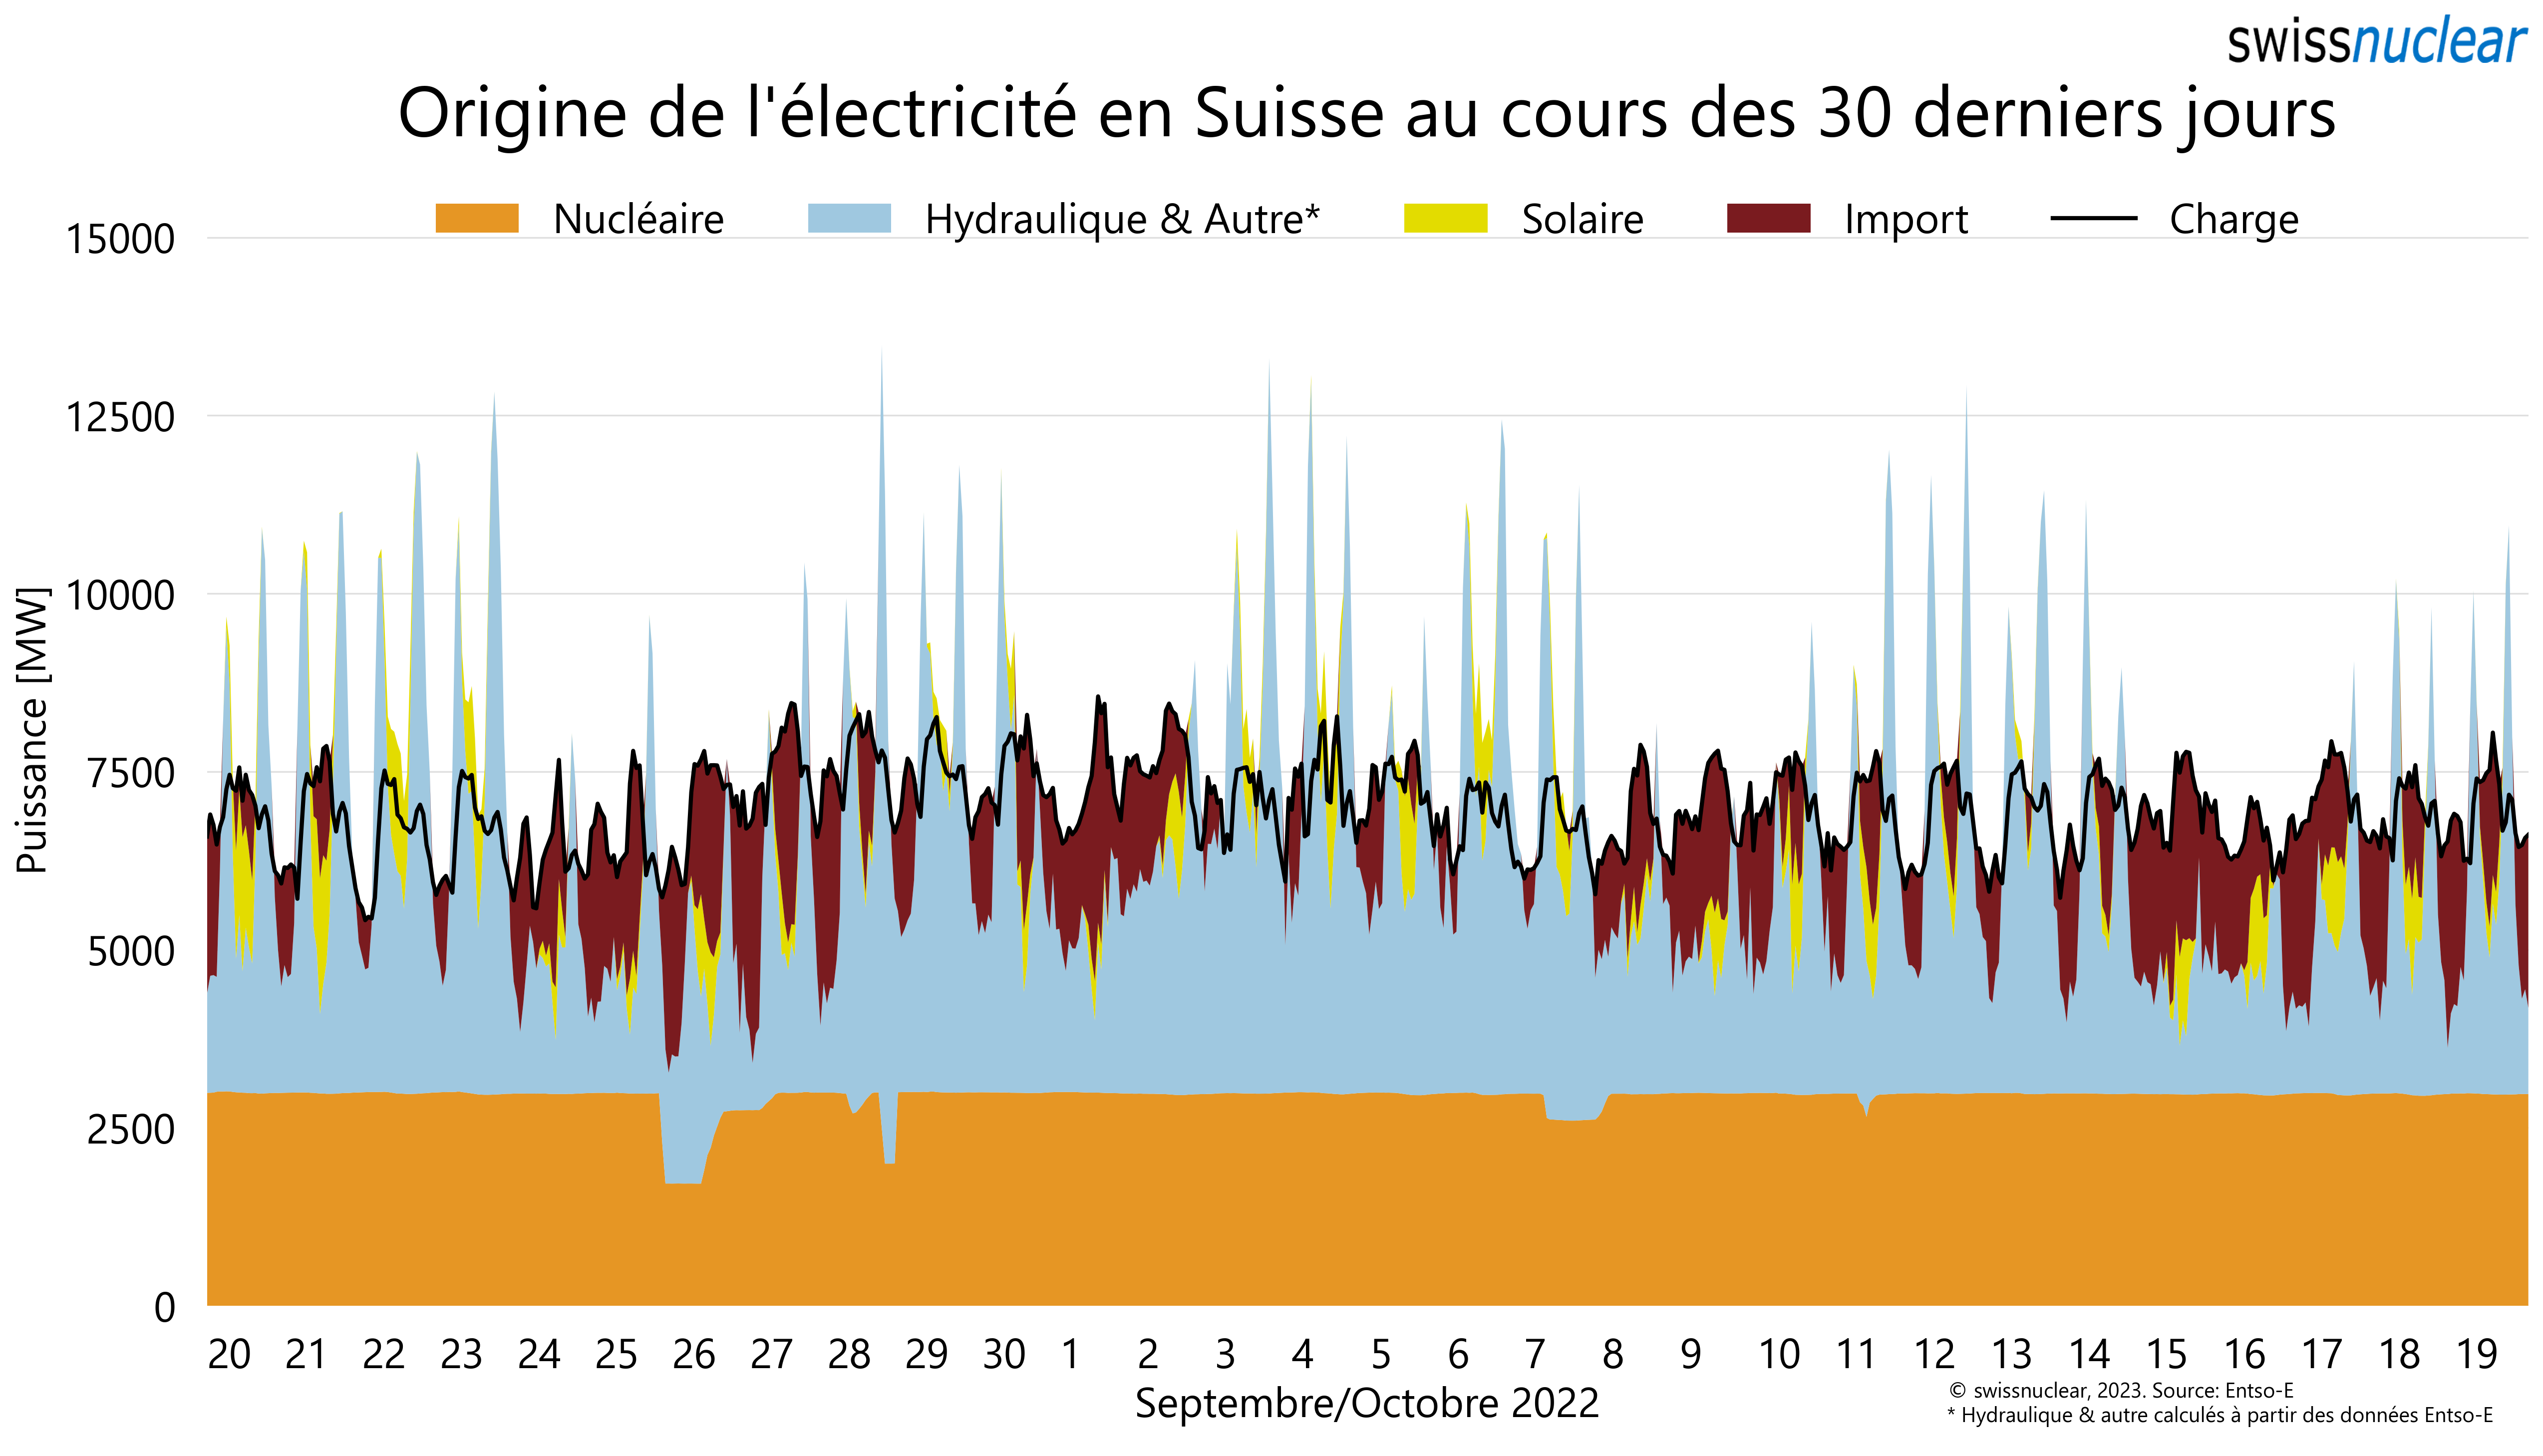 swissnuclear
Origine de l'électricité en Suisse au cours des 30 derniers jours
Nucléaire Hydraulique & Autre* Solaire Import Charge
15000
12500
10000
7500
5000
2500
0
Puissance [MW]
20 21 22 23 24 25 26 27 28 29 30 1 2 3 4 5 6 7 8 9 10 11 12 13 14 15 16 17 18 19
Septembre/Octobre 2022
© swissnuclear, 2023. Source: Entso-E
* Hydraulique & autre calculés à partir des données Entso-E